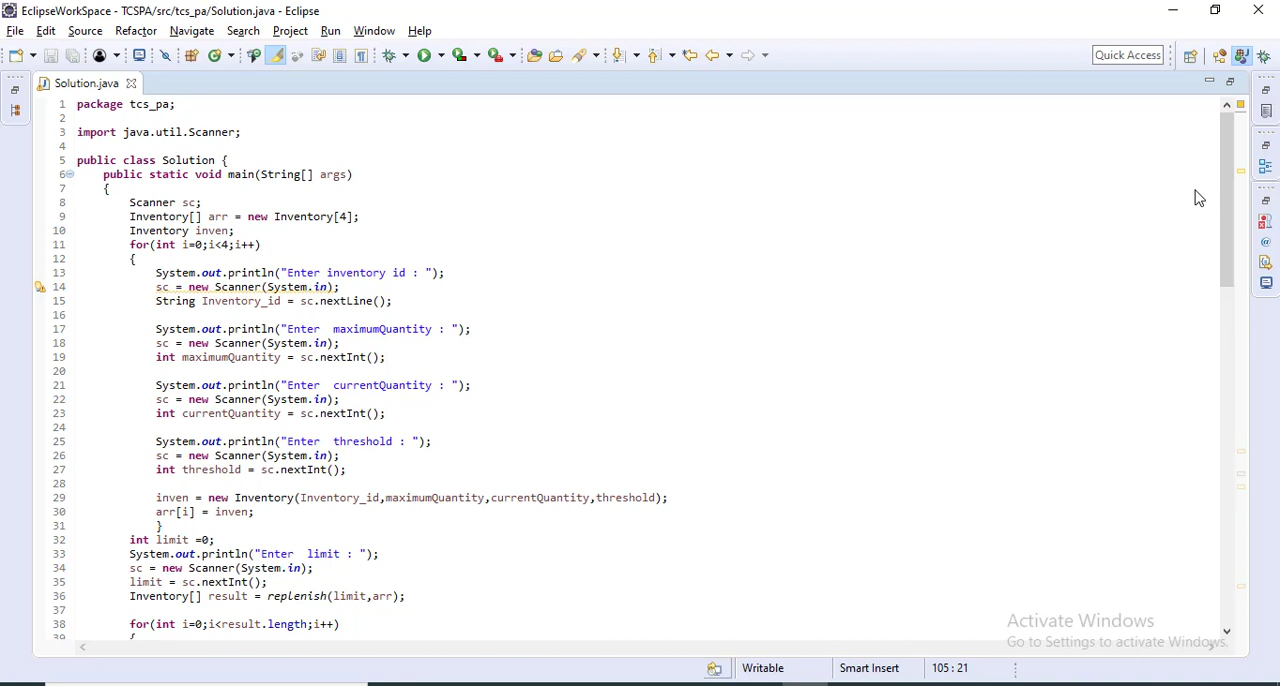 EclipseWorkSpace - TCSPA/src/tcs_pa/Solution.java - Eclipse
File Edit Source Refactor Navigate Search Project Run Window Help
Quick Access
Solution.java
1 package tcs_pa;
2
3 import java.util.Scanner;
4
5 public class Solution {
6 public static void main(String[] args)
7 {
8 Scanner sc;
9 Inventory[] arr = new Inventory[4];
10 Inventory inven;
11 for(int i=0;i<4;i++)
12 {
13 System.out.println("Enter inventory id : ");
14 sc = new Scanner(System.in);
15 String Inventory_id = sc.nextLine();
16
17 System.out.println("Enter  maximumQuantity : ");
18 sc = new Scanner(System.in);
19 int maximumQuantity = sc.nextInt();
20
21 System.out.println("Enter  currentQuantity : ");
22 sc = new Scanner(System.in);
23 int currentQuantity = sc.nextInt();
24
25 System.out.println("Enter  threshold : ");
26 sc = new Scanner(System.in);
27 int threshold = sc.nextInt();
28
29 inven = new Inventory(Inventory_id,maximumQuantity,currentQuantity,threshold);
30 arr[i] = inven;
31 }
32 int limit =0;
33 System.out.println("Enter  limit : ");
34 sc = new Scanner(System.in);
35 limit = sc.nextInt();
36 Inventory[] result = replenish(limit,arr);
37
38 for(int i=0;i<result.length;i++)
39 {
Activate Windows
Go to Settings to activate Windows.
Writable Smart Insert 105 : 21